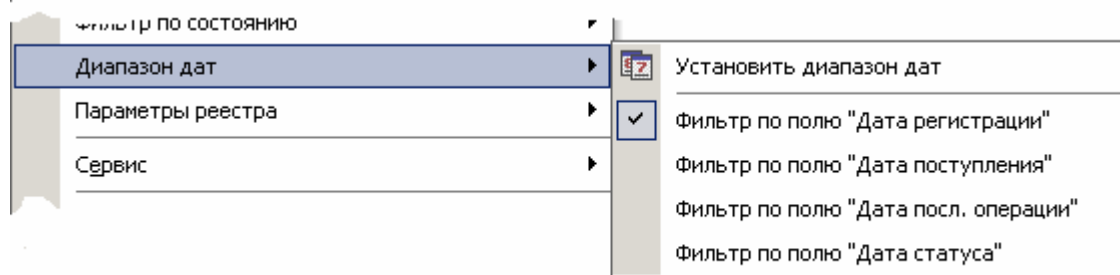 Фильтр по состоянию
Диапазон дат
Параметры реестра
Сервис
Установить диапазон дат
Фильтр по полю "Дата регистрации"
Фильтр по полю "Дата поступления"
Фильтр по полю "Дата посл. операции"
Фильтр по полю "Дата статуса"